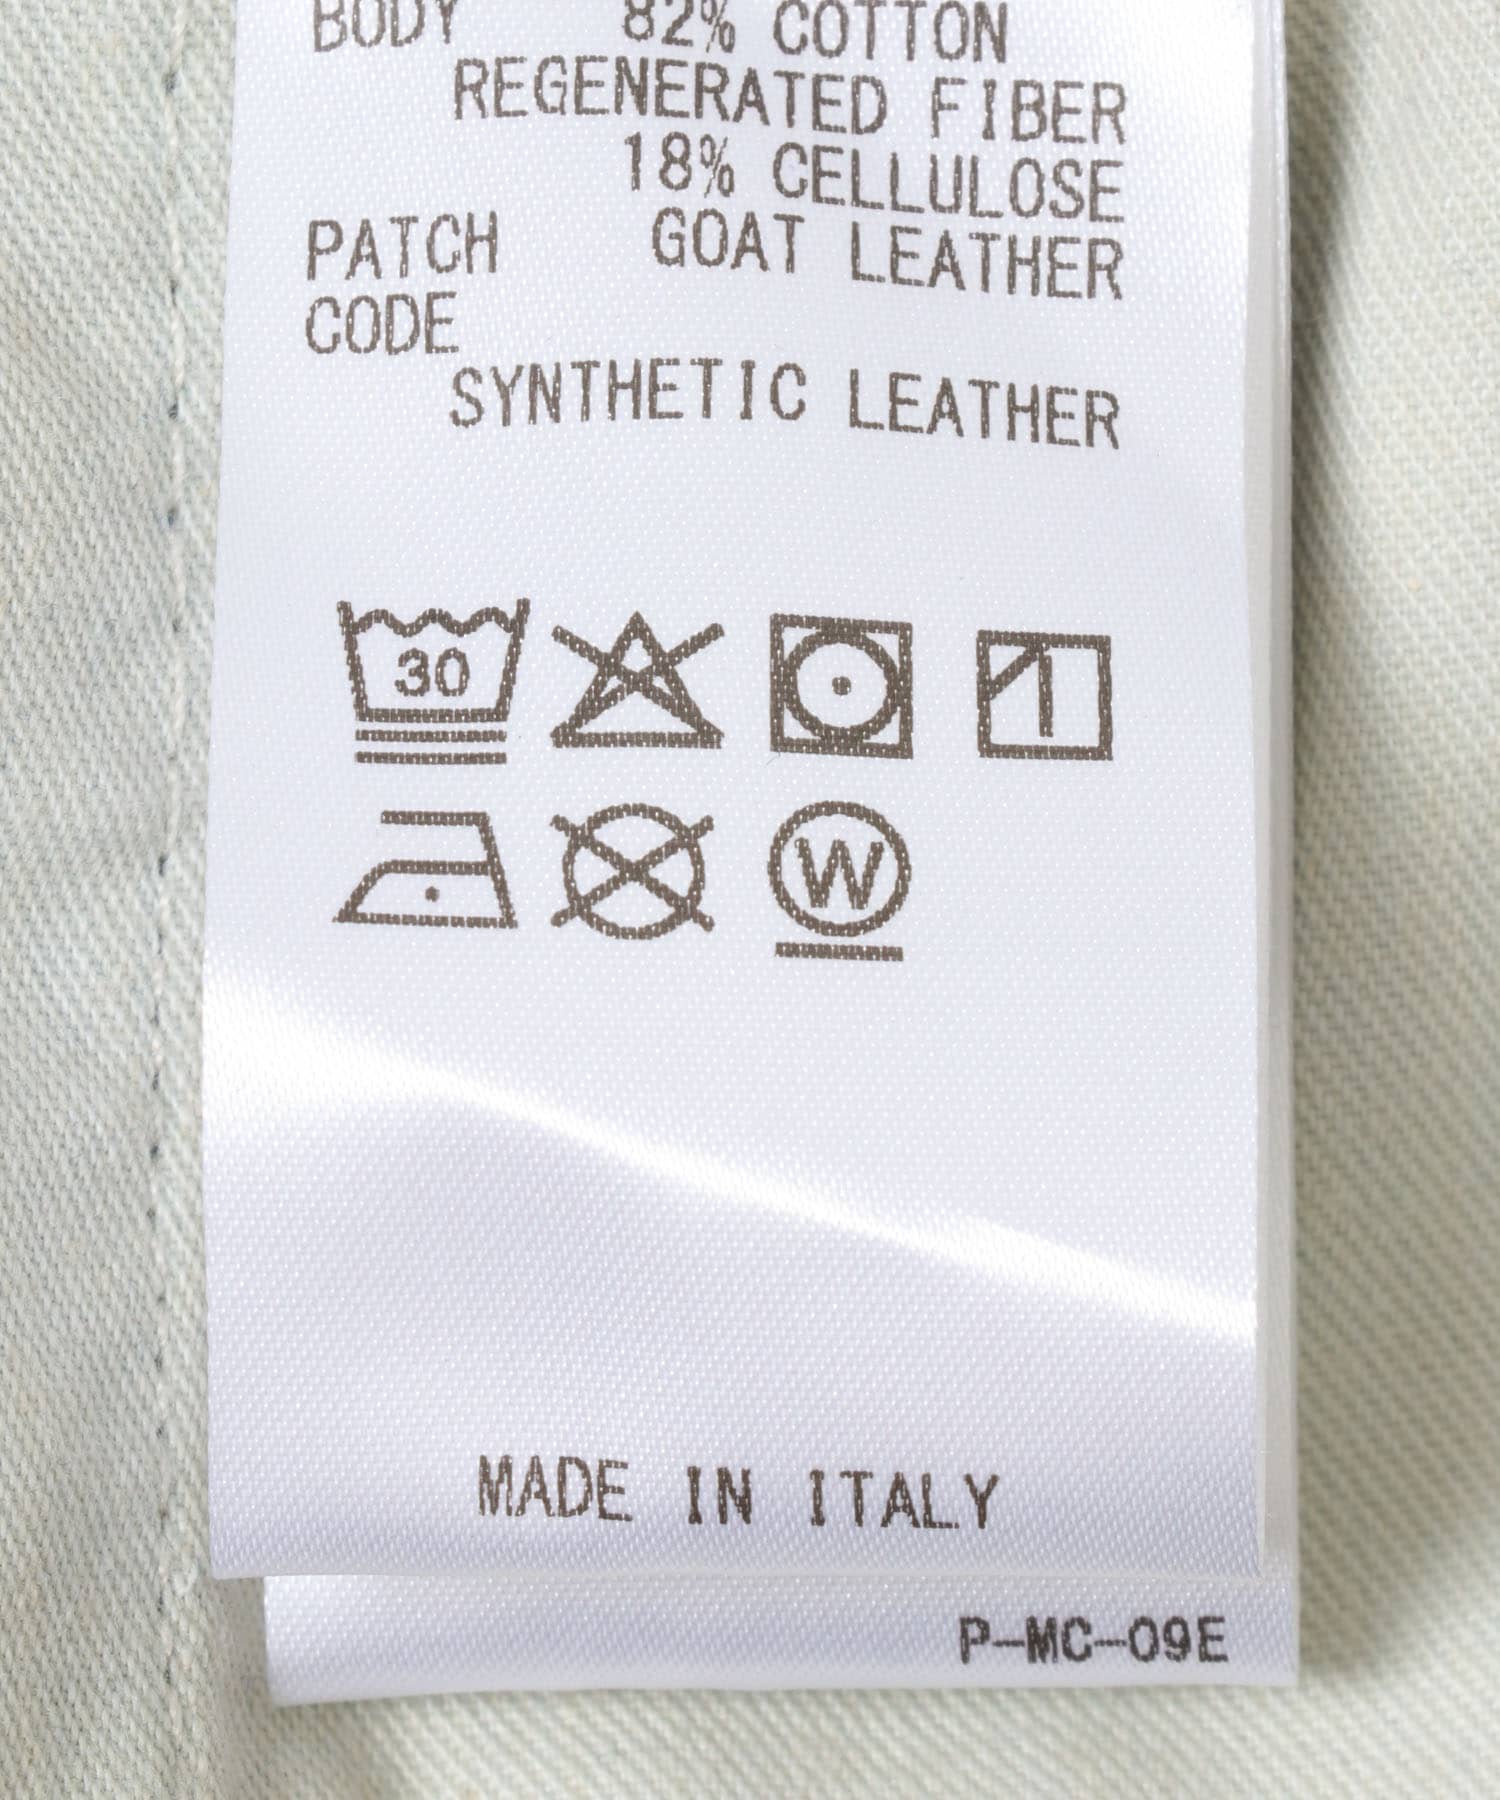 BODY 82% COTTON
REGENERATED FIBER
18% CELLULOSE
PATCH GOAT LEATHER
CODE
SYNTHETIC LEATHER
30
W
MADE IN ITALY
P-MC-09E